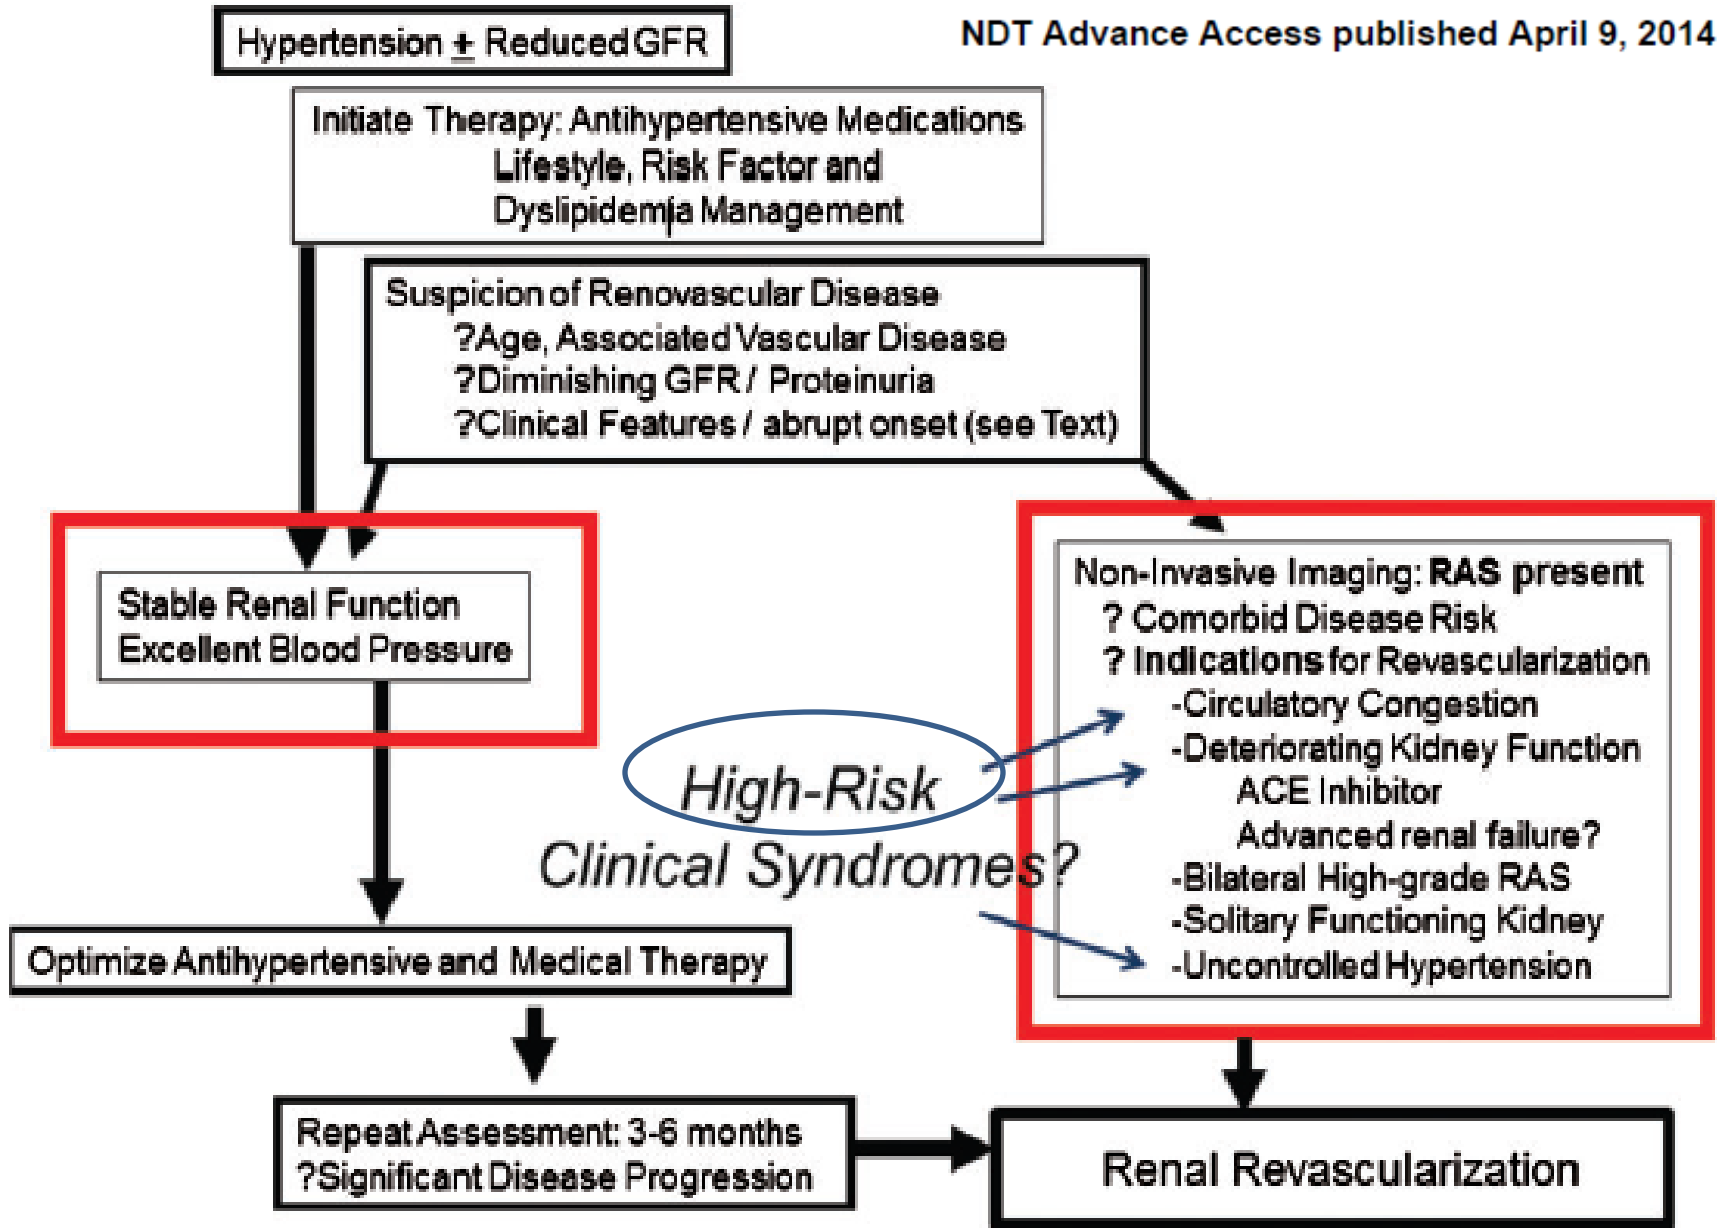 NDT Advance Access published April 9, 2014
Hypertension ± Reduced GFR
Initiate Therapy: Antihypertensive Medications
Lifestyle, Risk Factor and
Dyslipidemia Management
Suspicion of Renovascular Disease
?Age, Associated Vascular Disease
?Diminishing GFR / Proteinuria
?Clinical Features / abrupt onset (see Text)
Stable Renal Function
Excellent Blood Pressure
Non-Invasive Imaging: RAS present
? Comorbid Disease Risk
? Indications for Revascularization
-Circulatory Congestion
-Deteriorating Kidney Function
ACE Inhibitor
Advanced renal failure?
-Bilateral High-grade RAS
-Solitary Functioning Kidney
-Uncontrolled Hypertension
High-Risk
Clinical Syndromes?
Optimize Antihypertensive and Medical Therapy
Repeat Assessment: 3-6 months
?Significant Disease Progression
Renal Revascularization